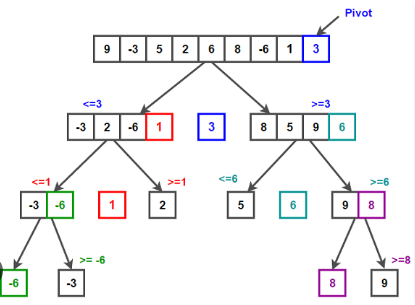 Pivot
9 -3 5 2 6 8 -6 1 3
<=3 >=3
-3 2 -6 1 3 8 5 9 6
<=1 >=1 <=6 >=6
-3 -6 1 2 5 6 9 8
>= -6 >=8
-6 -3 8 9